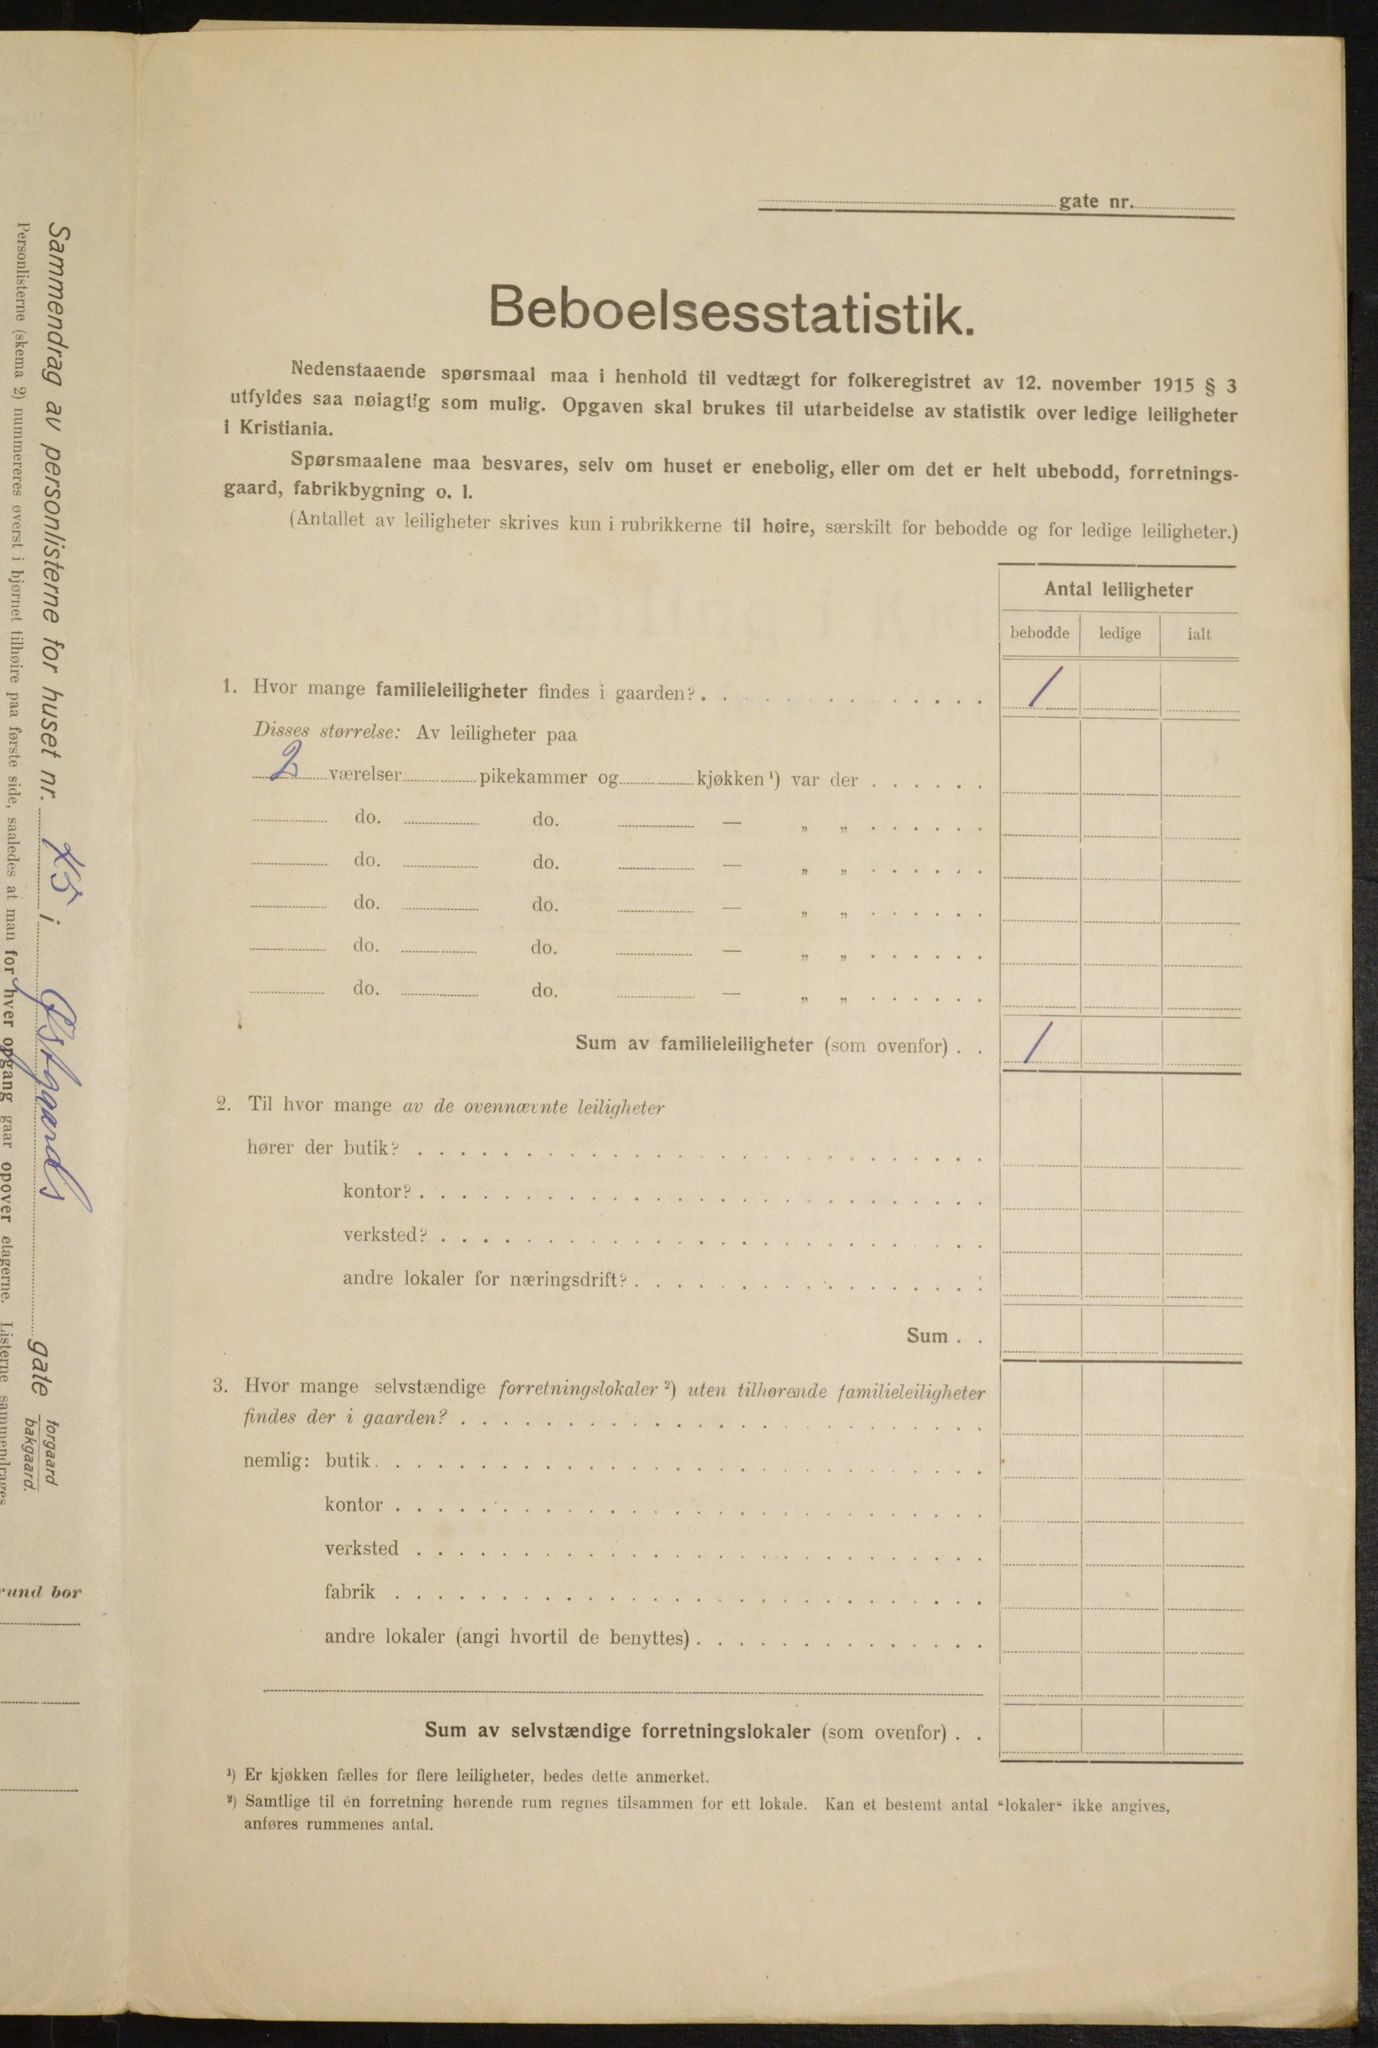 gate nr.
Beboelsesstatistik.
Nedenstaaende spørsmaal maa i henhold til vedtægt for folkeregistret av 12. november 1915 § 3
utfyldes saa nøiagtig som mulig. Opgaven skal brukes til utarbeidelse av statistik over ledige leiligheter
i Kristiania.
Spørsmaalene maa besvares, selv om huset er enebolig, eller om det er helt ubebodd, forretnings-
gaard, fabrikbygning o. l.
(Antallet av leiligheter skrives kun i rubrikkerne til høire, særskilt for bebodde og for ledige leiligheter.)
Antal leiligheter
bebodde ledige ialt
1. Hvor mange familieleiligheter findes i gaarden? 1
Disses størrelse: Av leiligheter paa
2 værelser pikekammer og kjøkken ¹) var der
do. do. — „ „
do. do. — „ „
do. do. — „ „
do. do. — „ „
do. do. — „ „
Sum av familieleiligheter (som ovenfor) . . 1
2. Til hvor mange av de ovennævnte leiligheter
hører der butik?
kontor?
verksted?
andre lokaler for næringsdrift?
Sum . .
3. Hvor mange selvstændige forretningslokaler ²) uten tilhørende familieleiligheter
findes der i gaarden?
nemlig: butik
kontor
verksted
fabrik
andre lokaler (angi hvortil de benyttes)
Sum av selvstændige forretningslokaler (som ovenfor) . .
¹) Er kjøkken fælles for flere leiligheter, bedes dette anmerket.
²) Samtlige til én forretning hørende rum regnes tilsammen for ett lokale. Kan et bestemt antal “lokaler“ ikke angives,
anføres rummenes antal.
Sammendrag av personlisterne for huset nr. i Østgaards gate forgaard bakgaard.
Personlisterne (skema 2) nummereres øverst i hjørnet tilhøire paa første side, saaledes at man for hver opgang gaar opover etagerne. Listerne sammendrages
rund bor